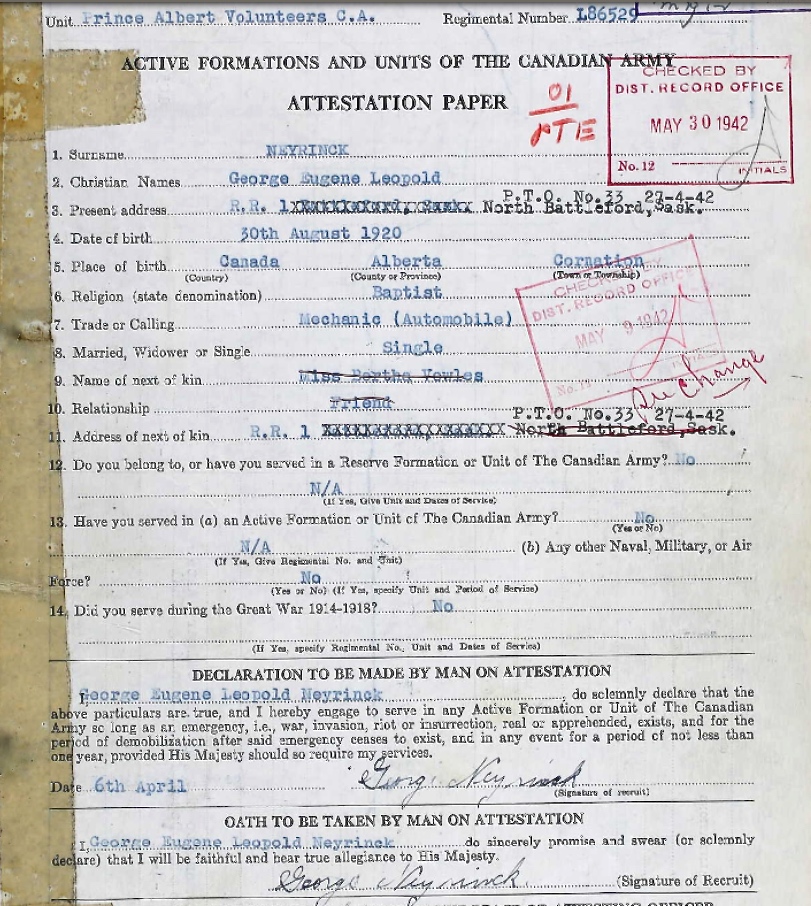 Unit Prince Albert Volunteers C.A. Regimental Number L86529
ACTIVE FORMATIONS AND UNITS OF THE CANADIAN ARMY
ATTESTATION PAPER
01
PTE
CHECKED BY
DIST. RECORD OFFICE
MAY 30 1942
No. 12
INITIALS
1. Surname NEYRINCK
2. Christian Names George Eugene Leopold
P.T.O. No.33 27-4-42
3. Present address R.R. 1 North Battleford, Sask.
4. Date of birth 30th August 1920
5. Place of birth Canada Alberta Cornation
(Country) (County or Province) (Town or Township)
CHECKED BY
DIST. RECORD OFFICE
MAY 9 1942
No. 12
INITIALS
6. Religion (state denomination) Baptist
7. Trade or Calling Mechanic (Automobile)
8. Married, Widower or Single Single
9. Name of next of kin Miss Bertha Vowles
Change
10. Relationship Friend
P.T.O. No.33 27-4-42
11. Address of next of kin R.R. 1 North Battleford, Sask.
12. Do you belong to, or have you served in a Reserve Formation or Unit of The Canadian Army? No
N/A
(If Yes, Give Unit and Dates of Service)
13. Have you served in (a) an Active Formation or Unit of The Canadian Army? No
(Yes or No)
N/A (b) Any other Naval, Military, or Air
(If Yes, Give Regimental No. and Unit)
Force? No
(Yes or No) (If Yes, specify Unit and Period of Service)
14. Did you serve during the Great War 1914-1918? No
(If Yes, specify Regimental No., Unit and Dates of Service)
DECLARATION TO BE MADE BY MAN ON ATTESTATION
I, George Eugene Leopold Neyrinck, do solemnly declare that the
above particulars are true, and I hereby engage to serve in any Active Formation or Unit of The Canadian
Army so long as an emergency, i.e., war, invasion, riot or insurrection, real or apprehended, exists, and for the
period of demobilization after said emergency ceases to exist, and in any event for a period of not less than
one year, provided His Majesty should so require my services.
Date 6th April George Neyrinck
(Signature of recruit)
OATH TO BE TAKEN BY MAN ON ATTESTATION
I, George Eugene Leopold Neyrinck do sincerely promise and swear (or solemnly
declare) that I will be faithful and bear true allegiance to His Majesty.
George Neyrinck (Signature of Recruit)